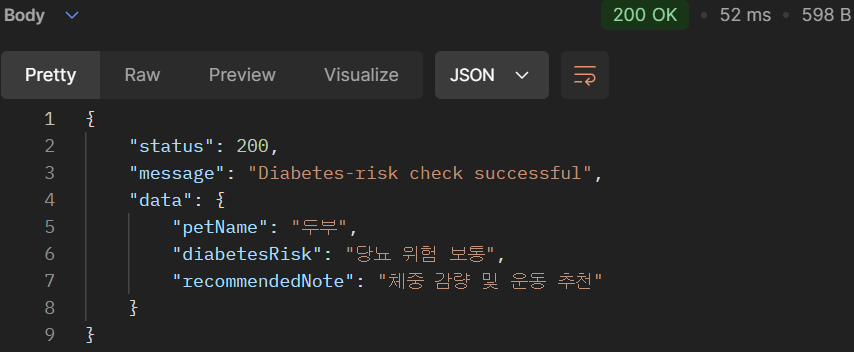 Body 200 OK • 52 ms • 598 B
Pretty Raw Preview Visualize JSON
1 {
2 "status": 200,
3 "message": "Diabetes-risk check successful",
4 "data": {
5 "petName": "두부",
6 "diabetesRisk": "당뇨 위험 보통",
7 "recommendedNote": "체중 감량 및 운동 추천"
8 }
9 }